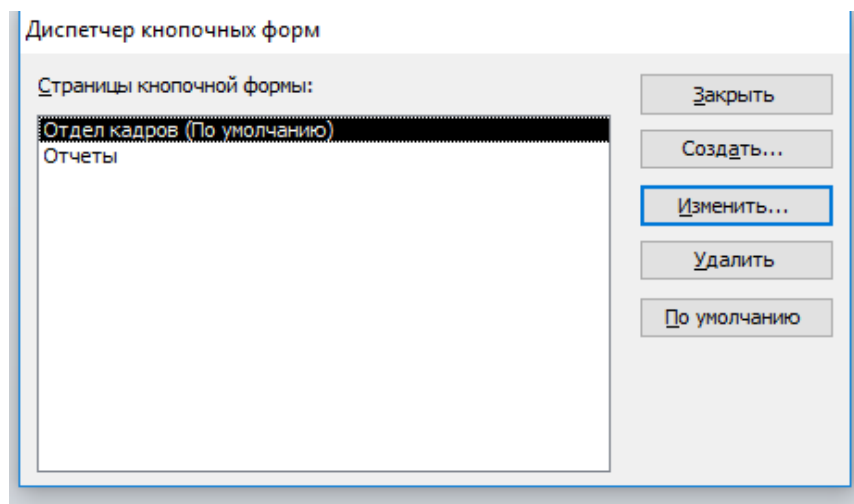 Диспетчер кнопочных форм
Страницы кнопочной формы:
Отдел кадров (По умолчанию)
Отчеты
Закрыть
Создать...
Изменить...
Удалить
По умолчанию